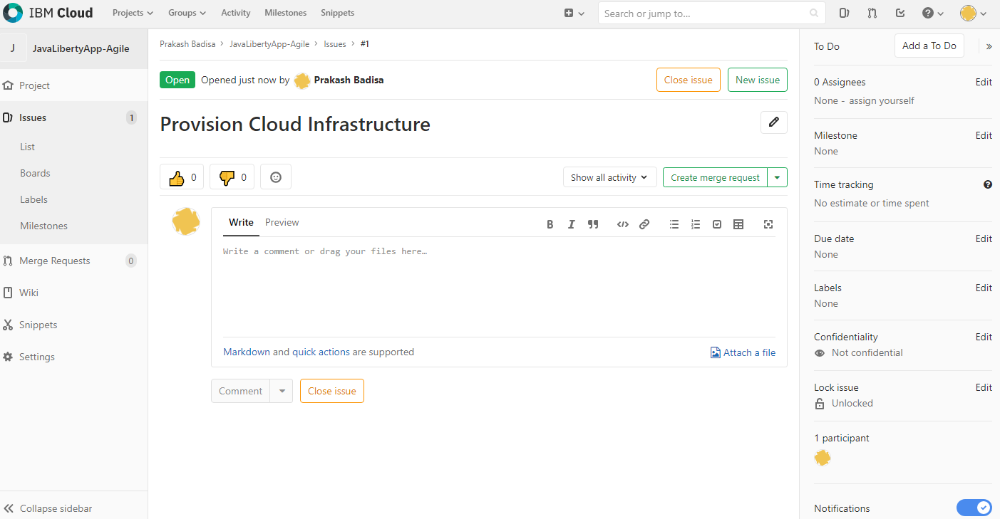 IBM Cloud Projects Groups Activity Milestones Snippets Search or jump to...
J JavaLibertyApp-Agile
Project
Issues 1
List
Boards
Labels
Milestones
Merge Requests 0
Wiki
Snippets
Settings
Collapse sidebar
Prakash Badisa > JavaLibertyApp-Agile > Issues > #1
Open Opened just now by Prakash Badisa Close issue New issue
Provision Cloud Infrastructure
0 0 Show all activity Create merge request
Write Preview
Write a comment or drag your files here…
Markdown and quick actions are supported Attach a file
Comment Close issue
To Do Add a To Do »
0 Assignees Edit
None - assign yourself
Milestone Edit
None
Time tracking
No estimate or time spent
Due date Edit
None
Labels Edit
None
Confidentiality Edit
Not confidential
Lock issue Edit
Unlocked
1 participant
Notifications